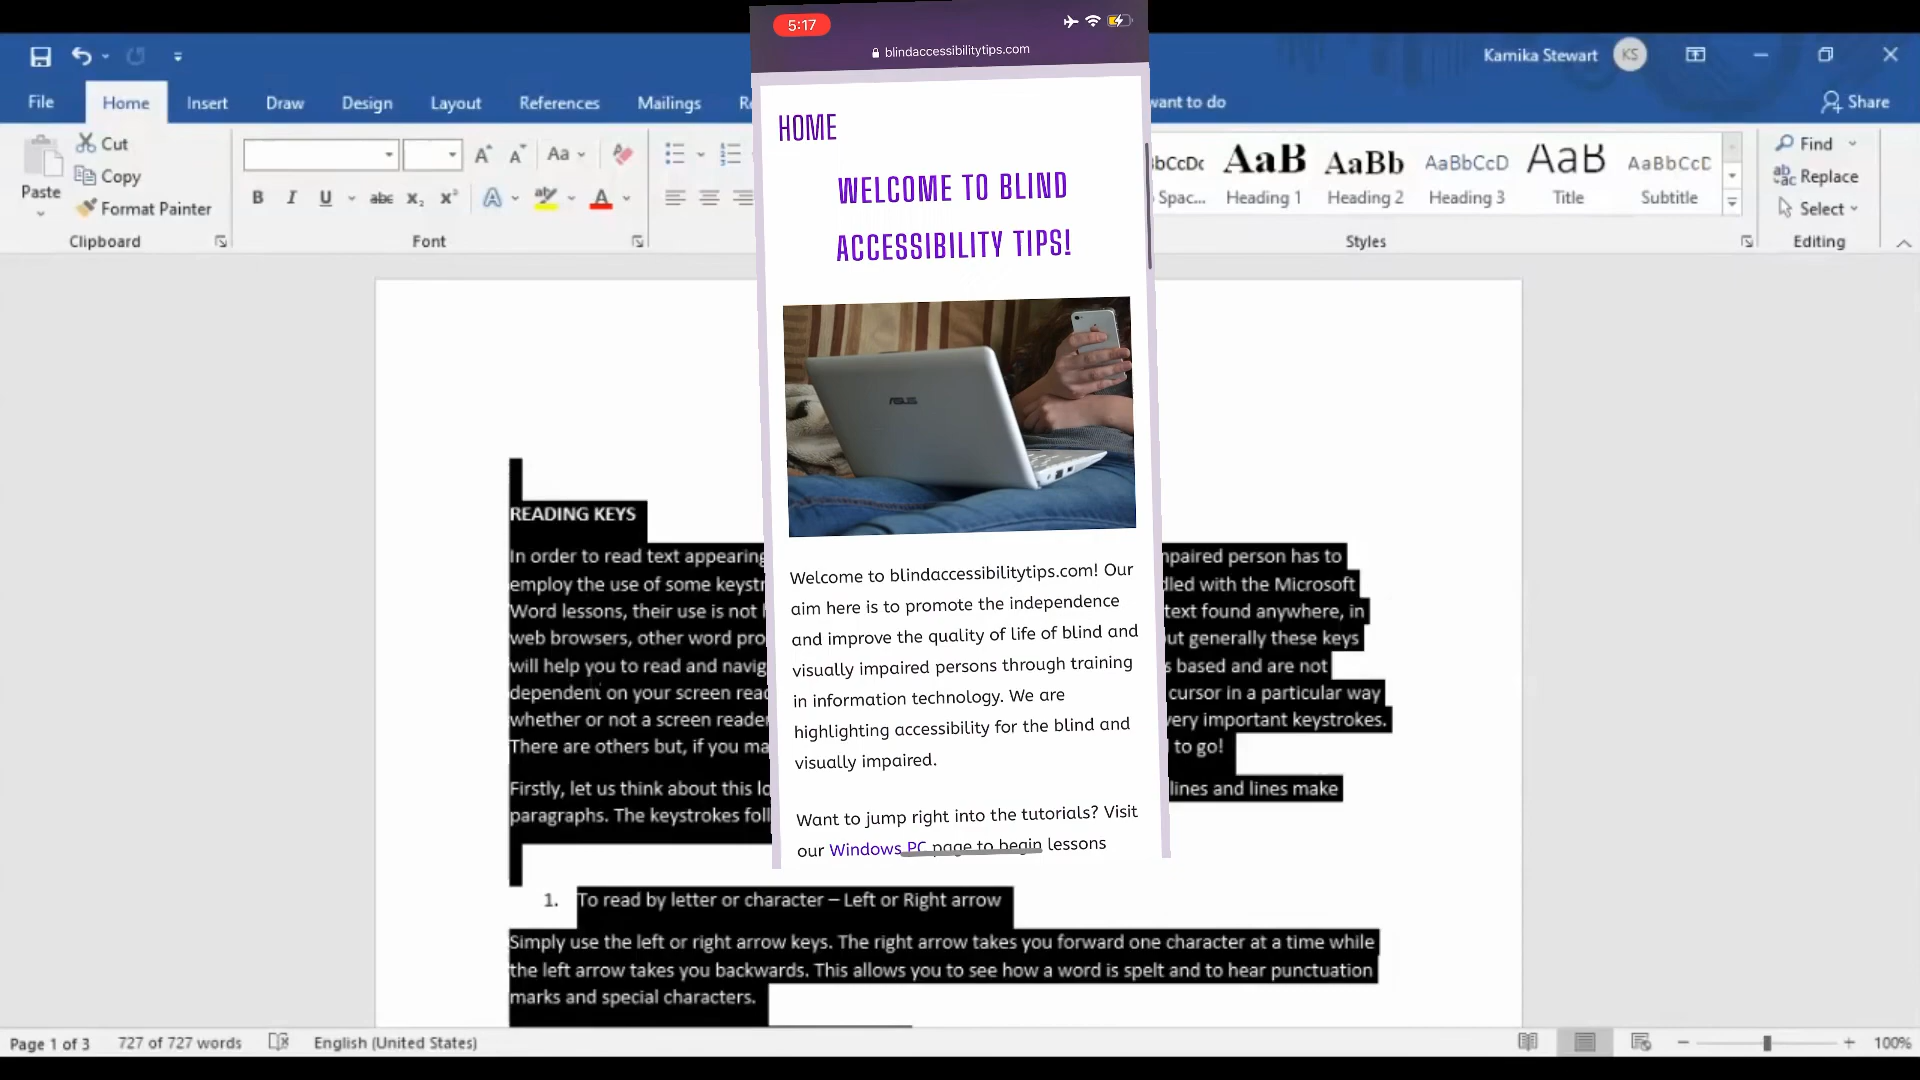 5:17
blindaccessibilitytips.com
Kamika Stewart KS
File Home Insert Draw Design Layout References Mailings want to do Share
Cut
Copy
Paste
Format Painter
Clipboard
Aa
B I U abc X₂ X² A A
Font
AaB AaBb AaBbCcD AaB AaBbCcD
Spac... Heading 1 Heading 2 Heading 3 Title Subtitle
Styles
Find
Replace
Select
Editing
HOME
WELCOME TO BLIND
ACCESSIBILITY TIPS!
ASUS
Welcome to blindaccessibilitytips.com! Our
aim here is to promote the independence
and improve the quality of life of blind and
visually impaired persons through training
in information technology. We are
highlighting accessibility for the blind and
visually impaired.
Want to jump right into the tutorials? Visit
our Windows PC page to begin lessons
READING KEYS
In order to read text appearing paired person has to
employ the use of some keystr with the Microsoft
Word lessons, their use is not text found anywhere, in
web browsers, other word pro generally these keys
will help you to read and navig based and are not
dependent on your screen read cursor in a particular way
whether or not a screen reader very important keystrokes.
There are others but, if you ma to go!
Firstly, let us think about this lines and lines make
paragraphs. The keystrokes foll
1. To read by letter or character – Left or Right arrow
Simply use the left or right arrow keys. The right arrow takes you forward one character at a time while
the left arrow takes you backwards. This allows you to see how a word is spelt and to hear punctuation
marks and special characters.
Page 1 of 3 727 of 727 words English (United States) 100%